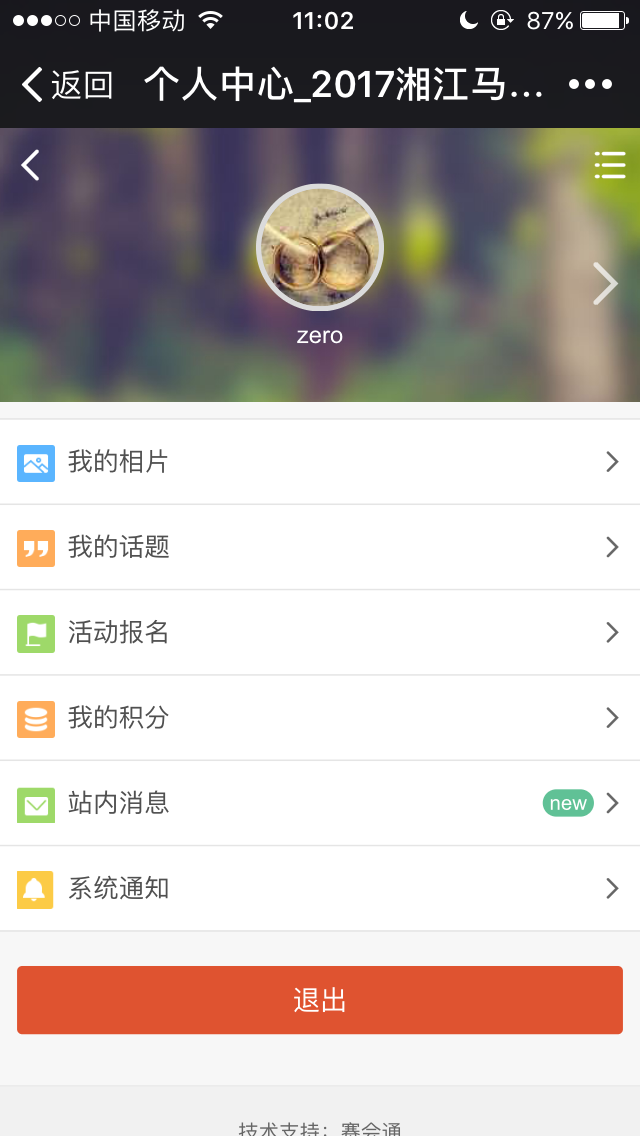 中国移动 11:02 87%
返回 个人中心_2017湘江马...
zero
我的相片
我的话题
活动报名
我的积分
站内消息 new
系统通知
退出
技术支持：赛会通